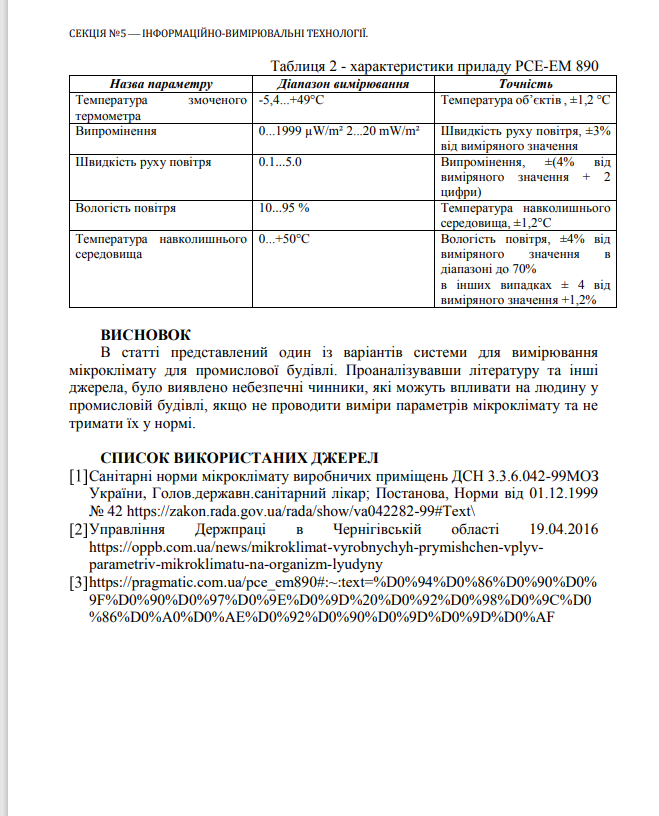 СЕКЦІЯ №5 — ІНФОРМАЦІЙНО-ВИМІРЮВАЛЬНІ ТЕХНОЛОГІЇ.
Таблиця 2 - характеристики приладу PCE-EM 890
Назва параметру Діапазон вимірювання Точність
Температура змоченого термометра -5,4...+49°C Температура об’єктів , ±1,2 °C
Випромінення 0...1999 µW/m² 2...20 mW/m² Швидкість руху повітря, ±3%
від виміряного значення
Швидкість руху повітря 0.1...5.0 Випромінення, ±(4% від
виміряного значення + 2
цифри)
Вологість повітря 10...95 % Температура навколишнього
середовища, ±1,2°C
Температура навколишнього середовища 0...+50°C Вологість повітря, ±4% від
виміряного значення в
діапазоні до 70%
в інших випадках ± 4 від
виміряного значення +1,2%
ВИСНОВОК
В статті представлений один із варіантів системи для вимірювання
мікроклімату для промислової будівлі. Проаналізувавши літературу та інші
джерела, було виявлено небезпечні чинники, які можуть впливати на людину у
промисловій будівлі, якщо не проводити виміри параметрів мікроклімату та не
тримати їх у нормі.
СПИСОК ВИКОРИСТАНИХ ДЖЕРЕЛ
[1]Санітарні норми мікроклімату виробничих приміщень ДСН 3.3.6.042-99МОЗ
України, Голов.державн.санітарний лікар; Постанова, Норми від 01.12.1999
№ 42 https://zakon.rada.gov.ua/rada/show/va042282-99#Text\
[2]Управління Держпраці в Чернігівській області 19.04.2016
https://oppb.com.ua/news/mikroklimat-vyrobnychyh-prymishchen-vplyv-
parametriv-mikroklimatu-na-organizm-lyudyny
[3]https://pragmatic.com.ua/pce_em890#:~:text=%D0%94%D0%86%D0%90%D0%
9F%D0%90%D0%97%D0%9E%D0%9D%20%D0%92%D0%98%D0%9C%D0
%86%D0%A0%D0%AE%D0%92%D0%90%D0%9D%D0%9D%D0%AF